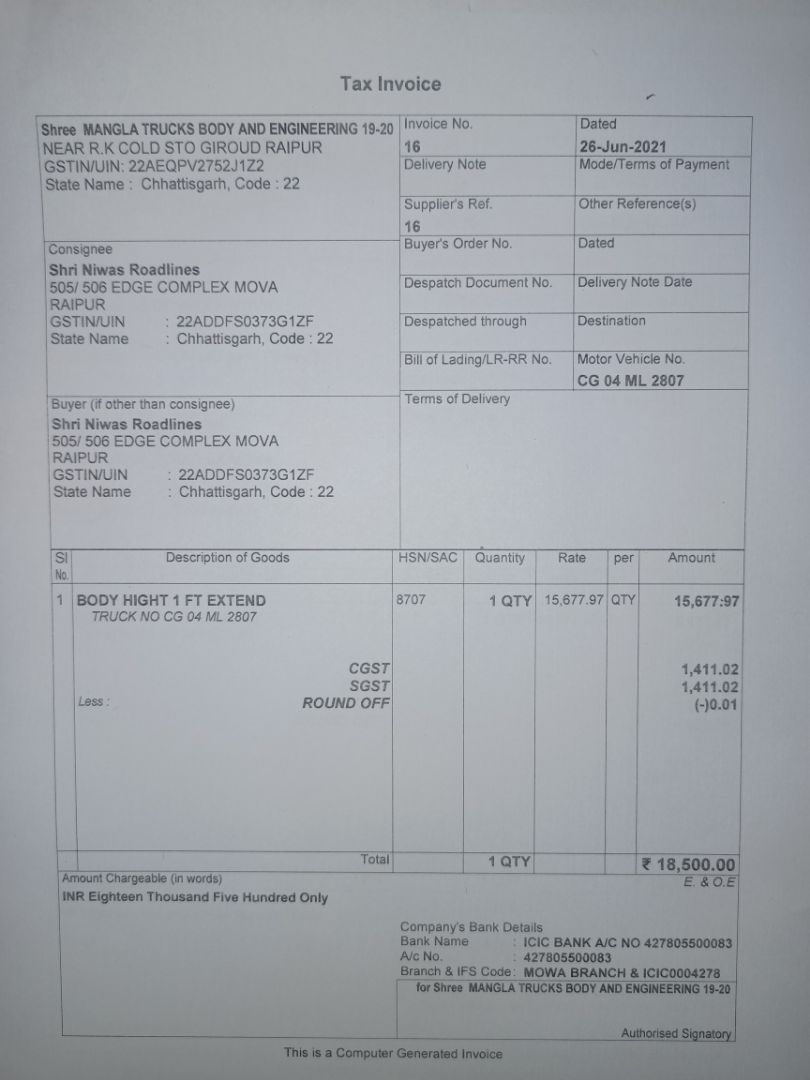 Tax Invoice
Shree MANGLA TRUCKS BODY AND ENGINEERING 19-20
NEAR R.K COLD STO GIROUD RAIPUR
GSTIN/UIN: 22AEQPV2752J1Z2
State Name : Chhattisgarh, Code : 22
Invoice No.
16
Dated
26-Jun-2021
Delivery Note
Mode/Terms of Payment
Supplier's Ref.
16
Other Reference(s)
Consignee
Shri Niwas Roadlines
505/ 506 EDGE COMPLEX MOVA
RAIPUR
GSTIN/UIN : 22ADDFS0373G1ZF
State Name : Chhattisgarh, Code : 22
Buyer's Order No.
Dated
Despatch Document No.
Delivery Note Date
Despatched through
Destination
Bill of Lading/LR-RR No.
Motor Vehicle No.
CG 04 ML 2807
Buyer (if other than consignee)
Shri Niwas Roadlines
505/ 506 EDGE COMPLEX MOVA
RAIPUR
GSTIN/UIN : 22ADDFS0373G1ZF
State Name : Chhattisgarh, Code : 22
Terms of Delivery
Sl No. Description of Goods HSN/SAC Quantity Rate per Amount
1 BODY HIGHT 1 FT EXTEND 8707 1 QTY 15,677.97 QTY 15,677.97
TRUCK NO CG 04 ML 2807
CGST 1,411.02
SGST 1,411.02
Less : ROUND OFF (-)0.01
Total 1 QTY ₹ 18,500.00
Amount Chargeable (in words) E. & O.E
INR Eighteen Thousand Five Hundred Only
Company's Bank Details
Bank Name : ICIC BANK A/C NO 427805500083
A/c No. : 427805500083
Branch & IFS Code: MOWA BRANCH & ICIC0004278
for Shree MANGLA TRUCKS BODY AND ENGINEERING 19-20
Authorised Signatory
This is a Computer Generated Invoice